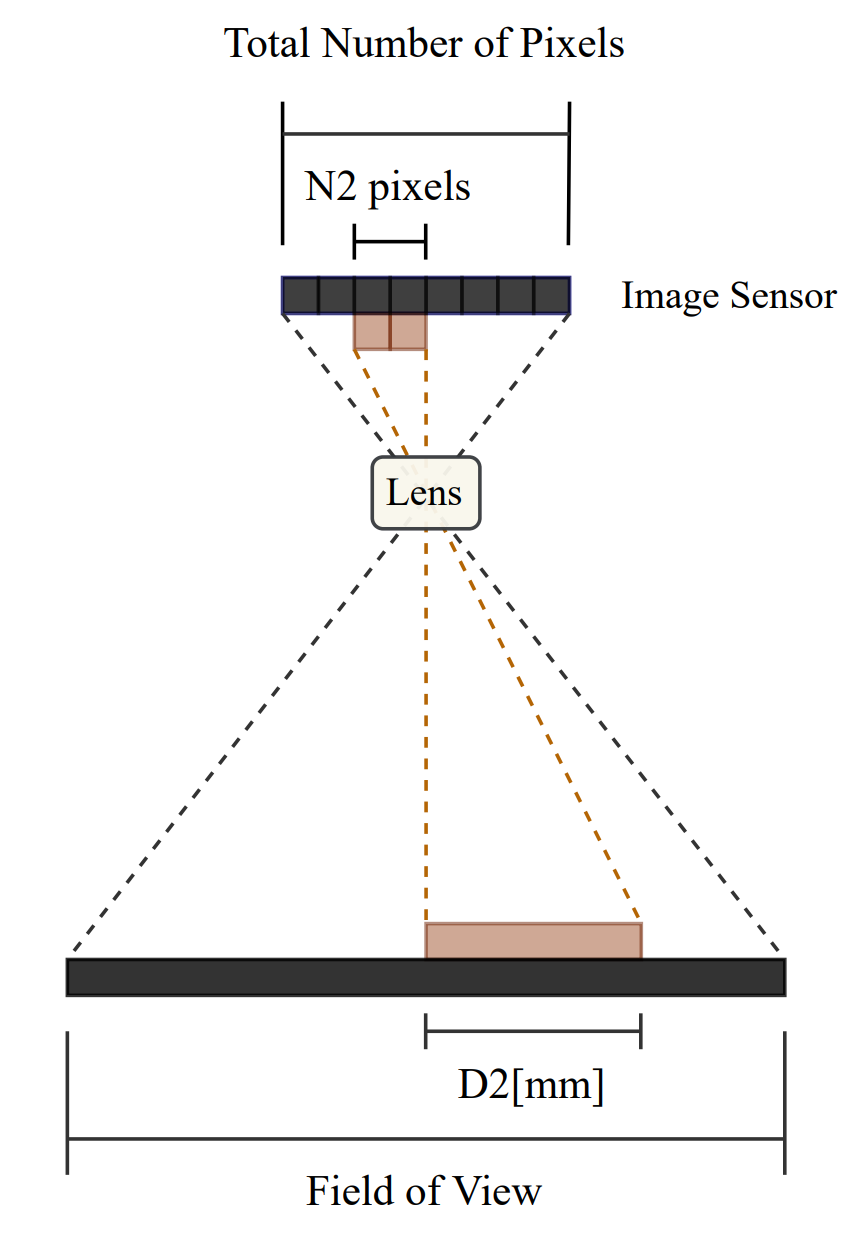 Total Number of Pixels
N2 pixels
Image Sensor
Lens
D2[mm]
Field of View